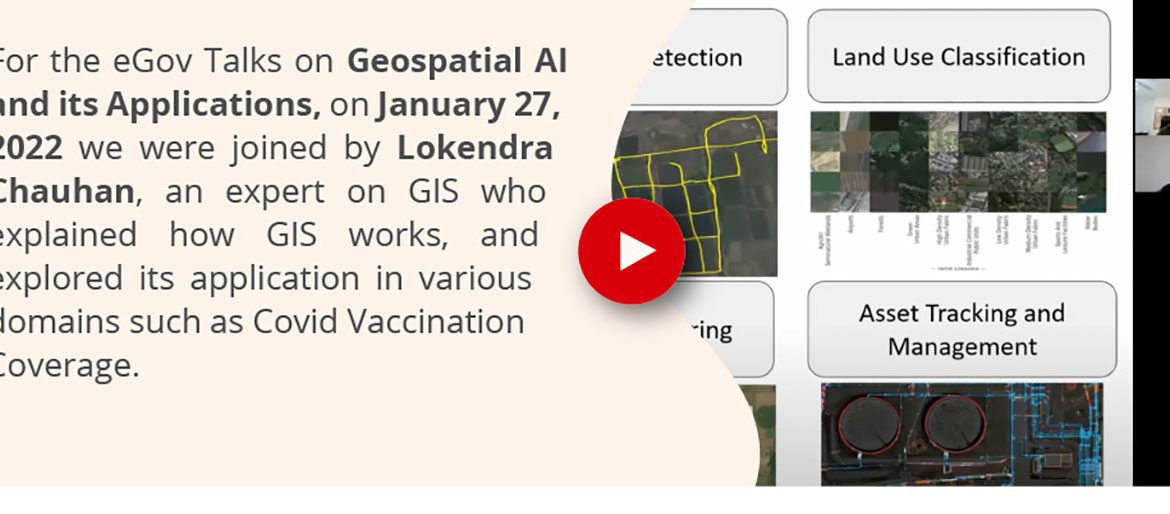 For the eGov Talks on Geospatial AI
and its Applications, on January 27,
2022 we were joined by Lokendra
Chauhan, an expert on GIS who
explained how GIS works, and
explored its application in various
domains such as Covid Vaccination
Coverage.
etection
Land Use Classification
Airports
Forests
ring
Asset Tracking and
Management